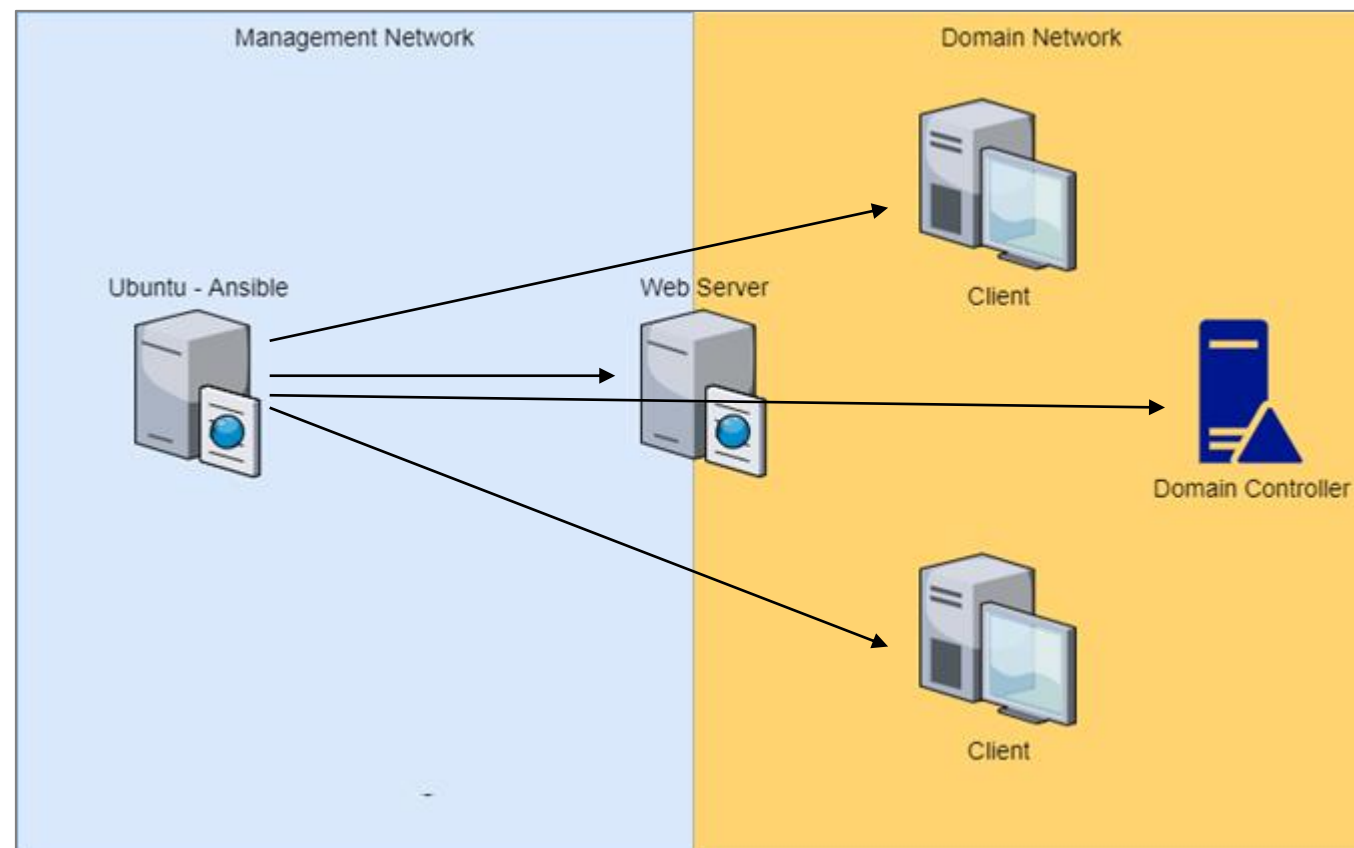 Management Network
Domain Network
Ubuntu - Ansible
Web Server
Client
Domain Controller
Client